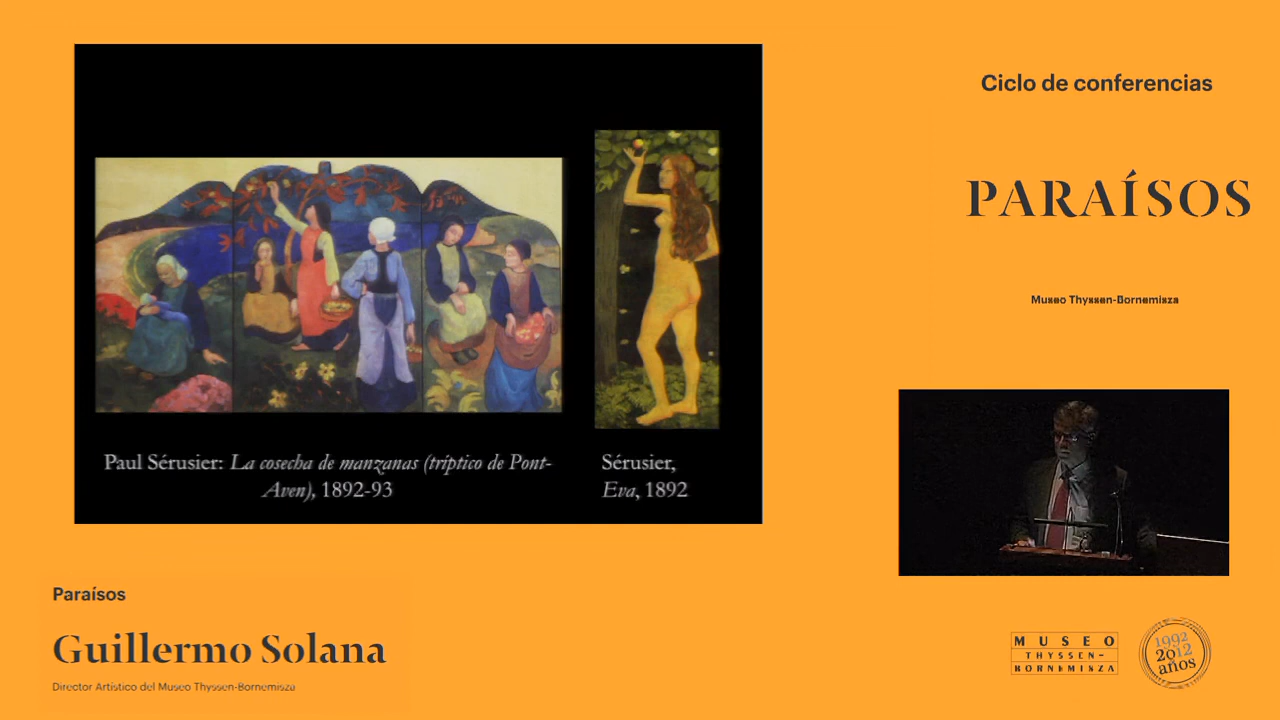 Ciclo de conferencias
PARAÍSOS
Museo Thyssen-Bornemisza
Paul Sérusier: La cosecha de manzanas (tríptico de Pont-
Aven), 1892-93
Sérusier,
Eva, 1892
Paraísos
Guillermo Solana
Director Artístico del Museo Thyssen-Bornemisza
MUSEO
THYSSEN-
BORNEMISZA
1992
2012
años